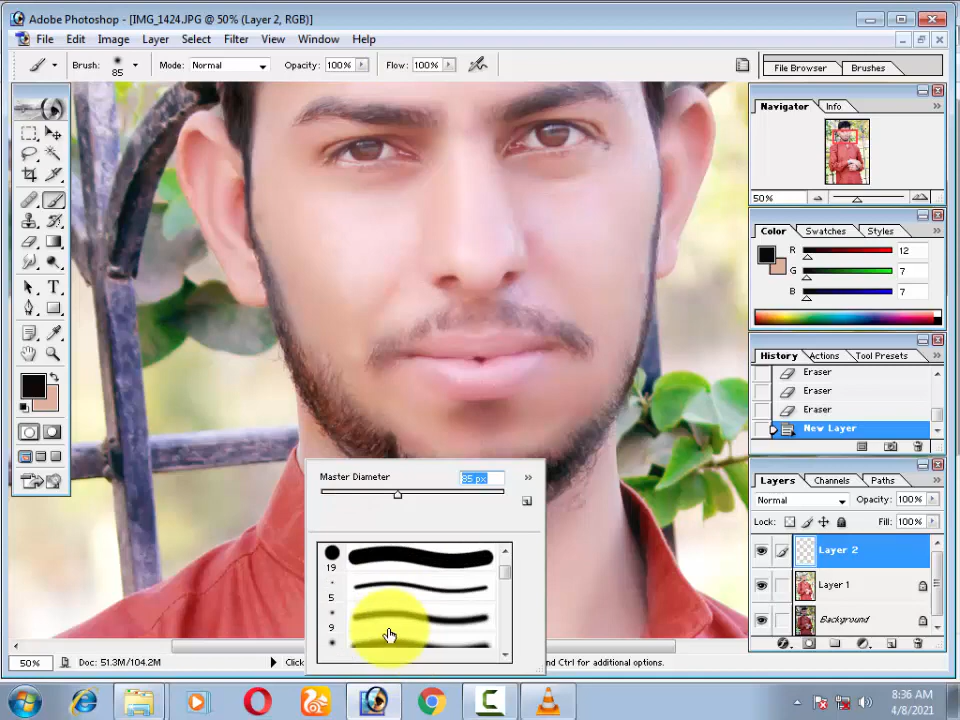 Adobe Photoshop - [IMG_1424.JPG @ 50% (Layer 2, RGB)]
File Edit Image Layer Select Filter View Window Help
Brush: 85 Mode: Normal Opacity: 100% Flow: 100% File Browser Brushes
Navigator Info
50%
Color Swatches Styles
R 12
G 7
B 7
History Actions Tool Presets
Eraser
Eraser
Eraser
New Layer
Layers Channels Paths
Normal Opacity: 100%
Lock: Fill: 100%
Layer 2
Layer 1
Background
Master Diameter 85 px
19
5
9
50% Doc: 51.3M/104.2M Click nd Ctrl for additional options.
8:36 AM
4/8/2021